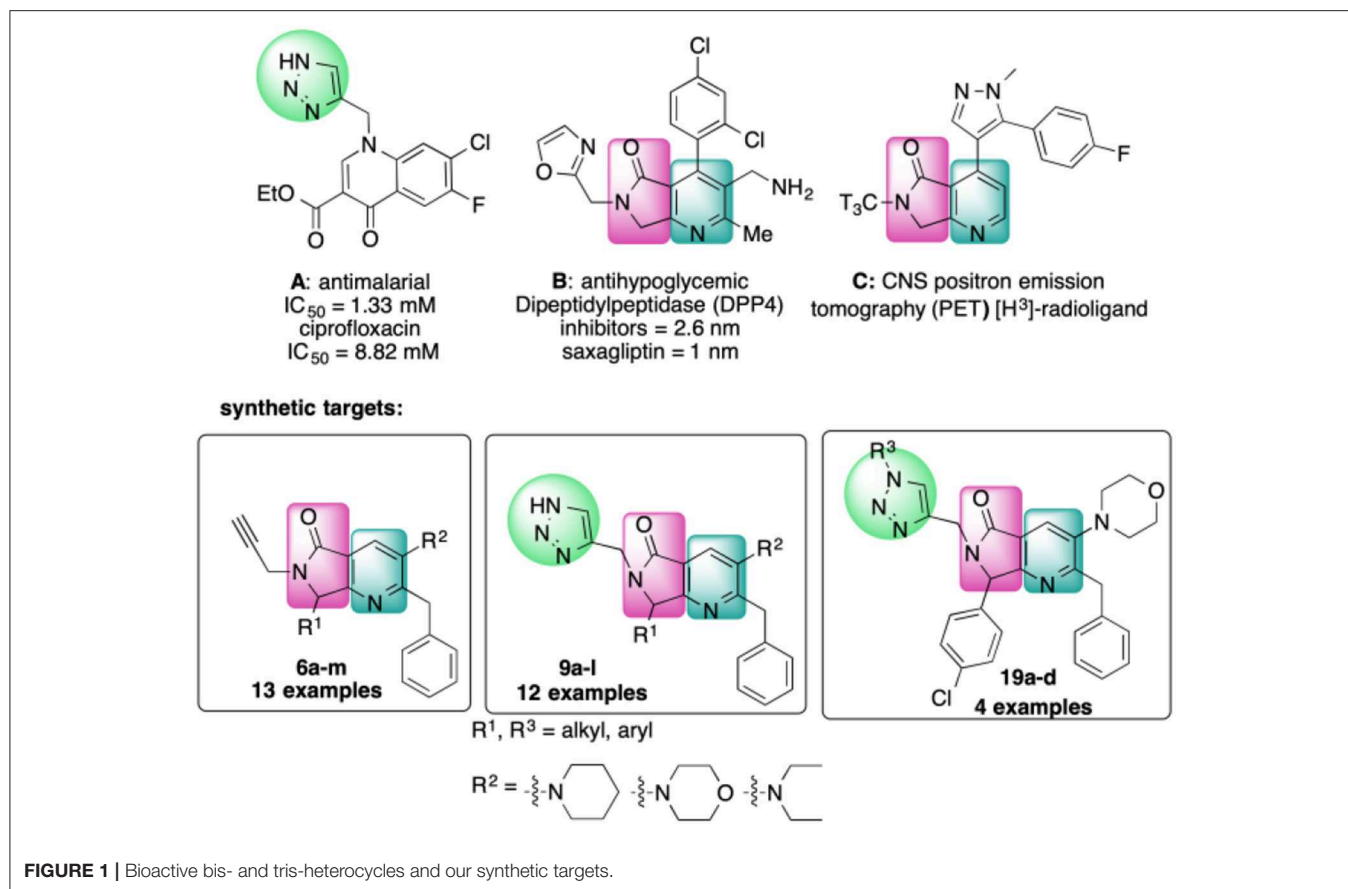 HN
N
N
N
Cl
F
EtO
O
O
A: antimalarial
IC50 = 1.33 mM
ciprofloxacin
IC50 = 8.82 mM
Cl
Cl
N
O
O
N
NH2
N
Me
B: antihypoglycemic
Dipeptidylpeptidase (DPP4)
inhibitors = 2.6 nm
saxagliptin = 1 nm
N
N
F
O
T3C
N
N
C: CNS positron emission
tomography (PET) [H3]-radioligand
synthetic targets:
O
N
R2
N
R1
6a-m
13 examples
HN
N
N
O
N
R2
N
R1
9a-l
12 examples
R3
N
N
N
O
N
N
O
N
Cl
19a-d
4 examples
R1, R3 = alkyl, aryl
R2 = N N O N
FIGURE 1 | Bioactive bis- and tris-heterocycles and our synthetic targets.